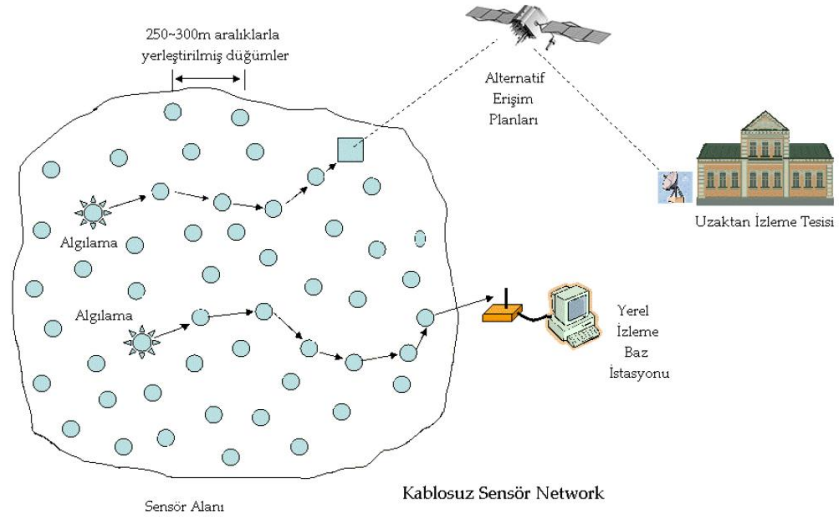 250~300m aralıklarla
yerleştirilmiş düğümler
Alternatif
Erişim
Planları
Uzaktan İzleme Tesisi
Algılama
Algılama
Yerel
İzleme
Baz
İstasyonu
Kablosuz Sensör Network
Sensör Alanı